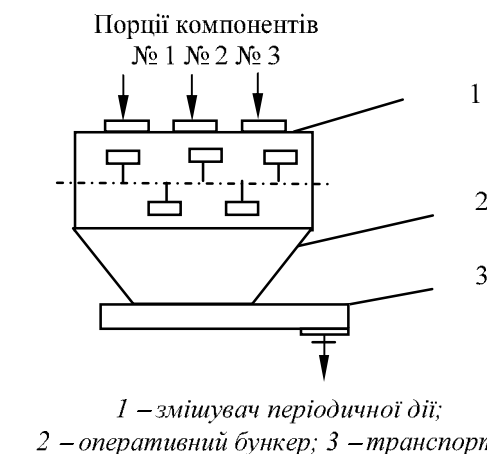 Порції компонентів
№ 1 № 2 № 3
1
2
3
1 – змішувач періодичної дії;
2 – оперативний бункер; 3 – транспорт